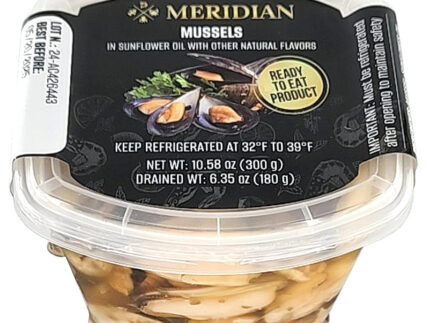 MERIDIAN
MUSSELS
IN SUNFLOWER OIL WITH OTHER NATURAL FLAVORS
READY
TO EAT
PRODUCT
KEEP REFRIGERATED AT 32°F TO 39°F
NET WT: 10.58 oz (300 g)
DRAINED WT: 6.35 oz (180 g)
LOT N.: 24-AC426443
BEST BEFORE:
IMPORTANT: Must be refrigerated
after opening to maintain safety